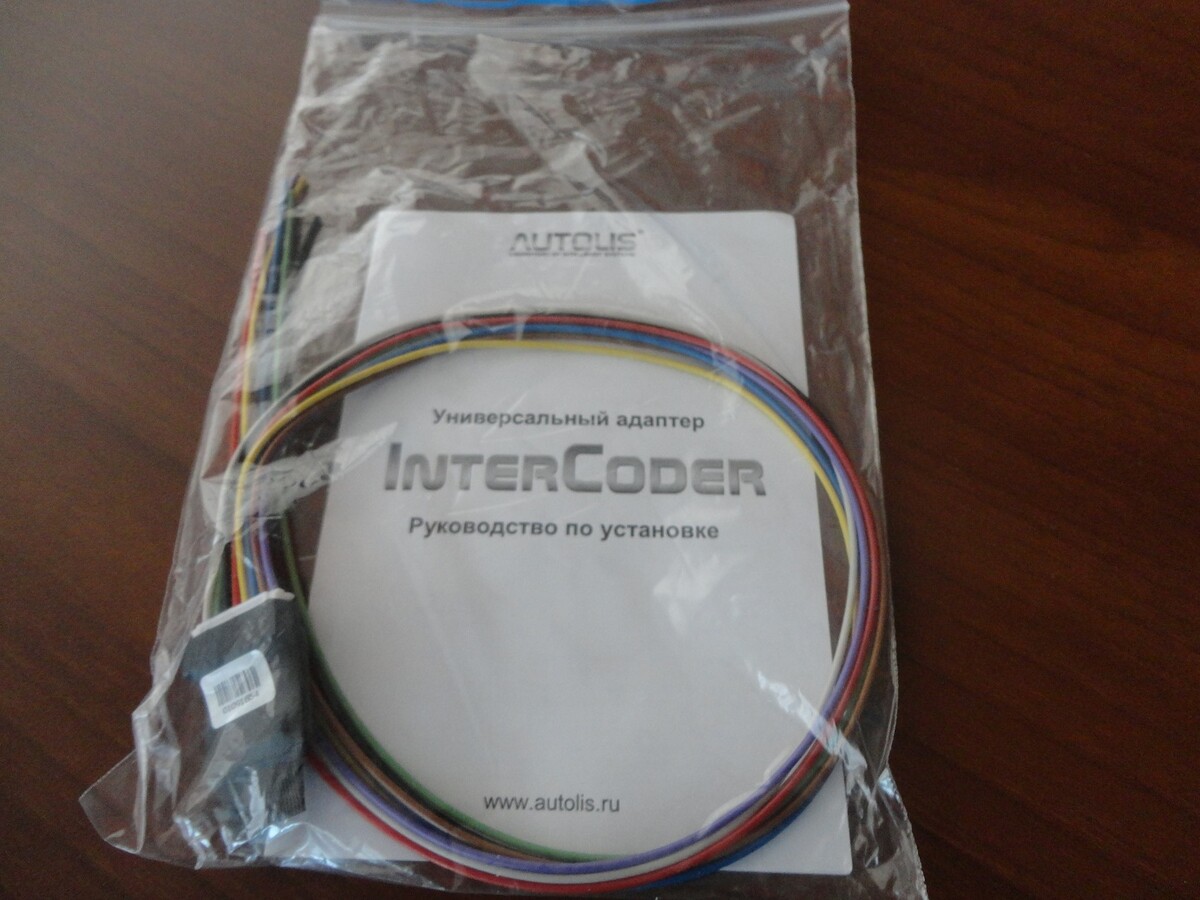 AUTOLIS
Универсальный адаптер
INTERCODER
Руководство по установке
www.autolis.ru